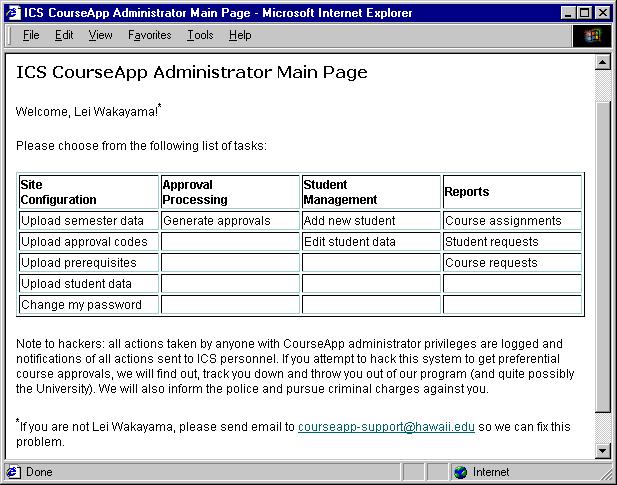 ICS CourseApp Administrator Main Page - Microsoft Internet Explorer
File Edit View Favorites Tools Help
ICS CourseApp Administrator Main Page
Welcome, Lei Wakayama!*
Please choose from the following list of tasks:
Site Approval Student
Configuration Processing Management Reports
Upload semester data Generate approvals Add new student Course assignments
Upload approval codes Edit student data Student requests
Upload prerequisites Course requests
Upload student data
Change my password
Note to hackers: all actions taken by anyone with CourseApp administrator privileges are logged and
notifications of all actions sent to ICS personnel. If you attempt to hack this system to get preferential
course approvals, we will find out, track you down and throw you out of our program (and quite possibly
the University). We will also inform the police and pursue criminal charges against you.
*If you are not Lei Wakayama, please send email to courseapp-support@hawaii.edu so we can fix this
problem.
Done Internet